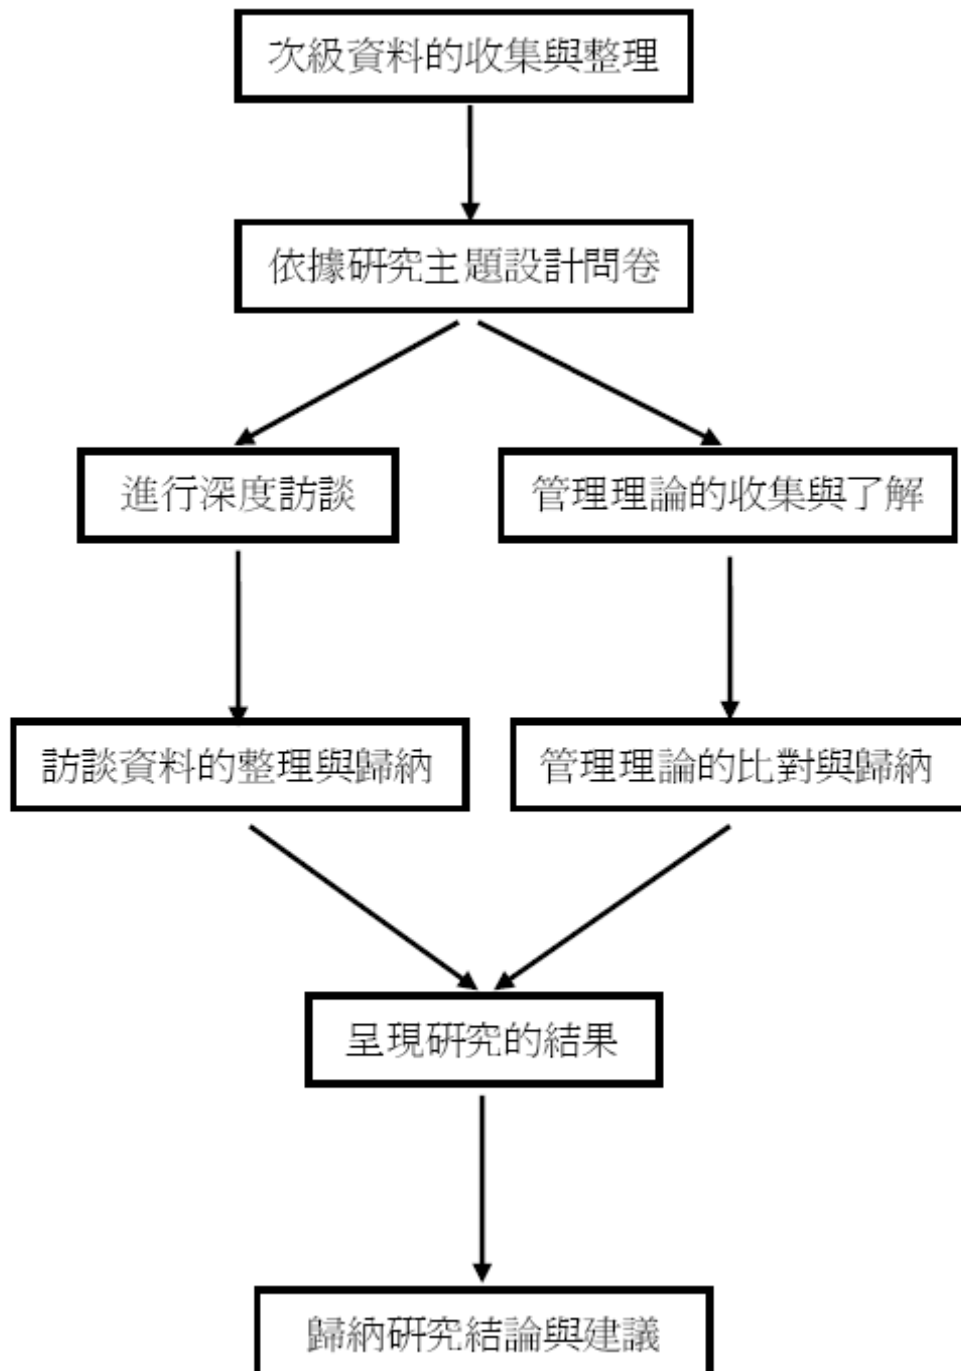 次級資料的收集與整理
依據研究主題設計問卷
進行深度訪談
管理理論的收集與了解
訪談資料的整理與歸納
管理理論的比對與歸納
呈現研究的結果
歸納研究結論與建議